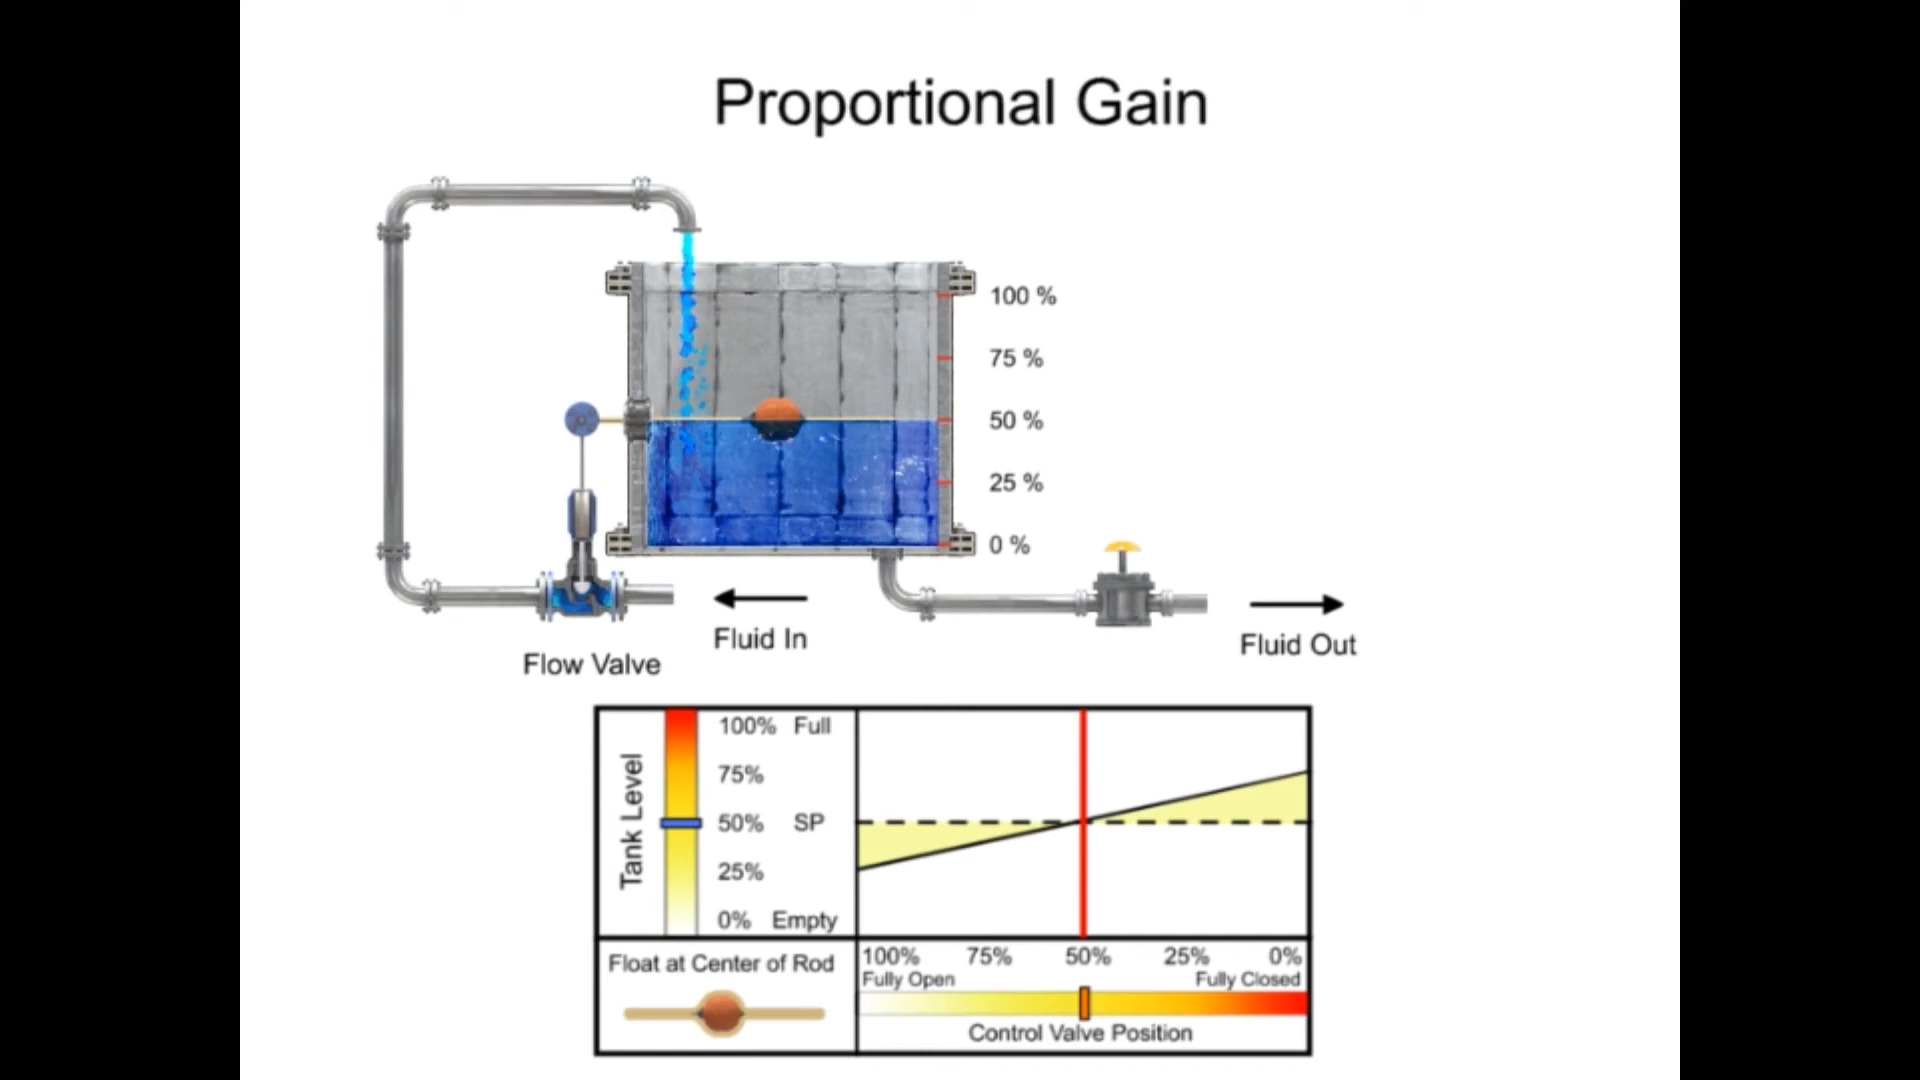 Proportional Gain
100 %
75 %
50 %
25 %
0 %
Fluid In
Fluid Out
Flow Valve
Tank Level
100% Full
75%
50% SP
25%
0% Empty
Float at Center of Rod
100% 75% 50% 25% 0%
Fully Open Fully Closed
Control Valve Position